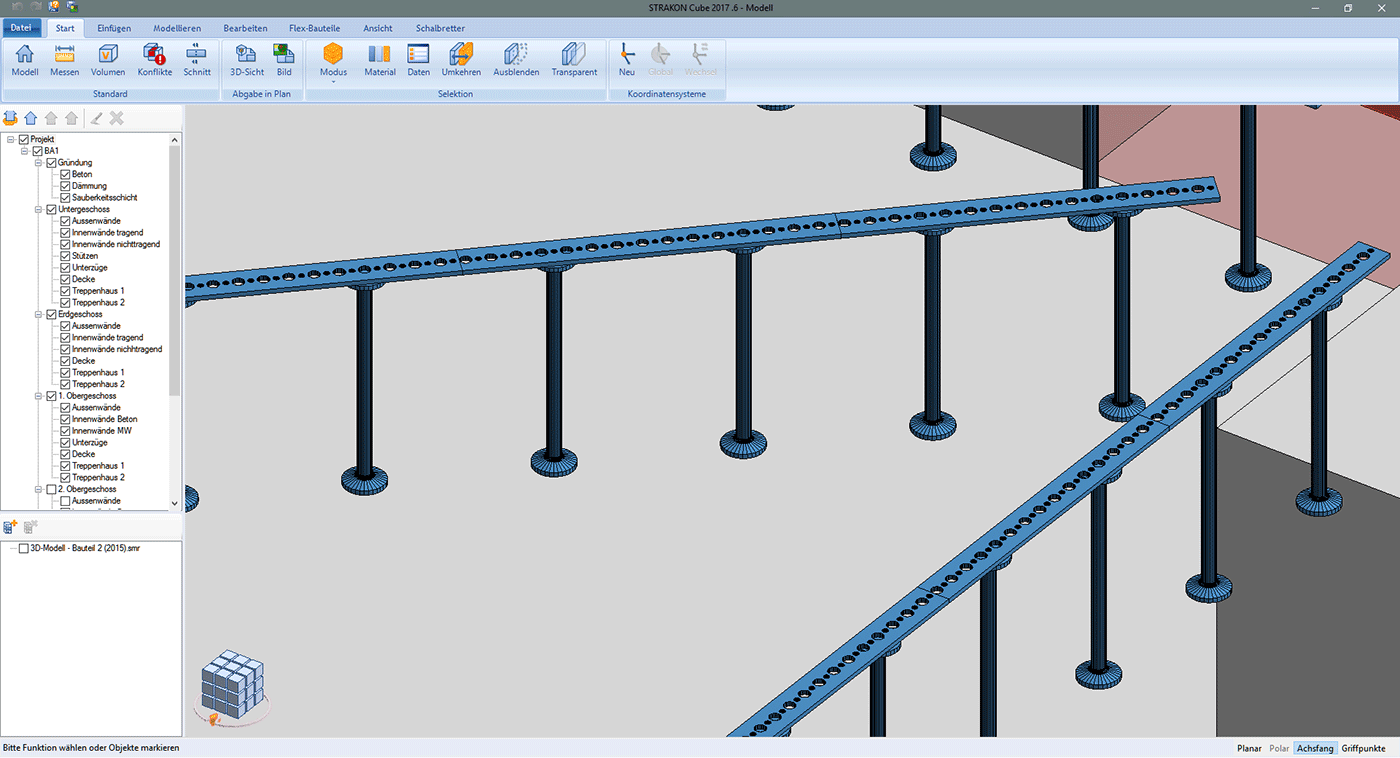 STRAKON Cube 2017 .6 - Modell
Datei Start Einfügen Modellieren Bearbeiten Flex-Bauteile Ansicht Schalbretter
Modell Messen Volumen Konflikte Schnitt 3D-Sicht Bild Modus Material Daten Umkehren Ausblenden Transparent Neu Global Wechsel
Standard Abgabe in Plan Selektion Koordinatensysteme
Projekt
BA1
Gründung
Beton
Dämmung
Sauberkeitsschicht
Untergeschoss
Aussenwände
Innenwände tragend
Innenwände nichttragend
Stützen
Unterzüge
Decke
Treppenhaus 1
Treppenhaus 2
Erdgeschoss
Aussenwände
Innenwände tragend
Innenwände nichhtragend
Decke
Treppenhaus 1
Treppenhaus 2
1. Obergeschoss
Aussenwände
Innenwände Beton
Innenwände MW
Unterzüge
Decke
Treppenhaus 1
Treppenhaus 2
2. Obergeschoss
Aussenwände
3D-Modell - Bauteil 2 (2015).smr
Bitte Funktion wählen oder Objekte markieren
Planar Polar Achsfang Griffpunkte